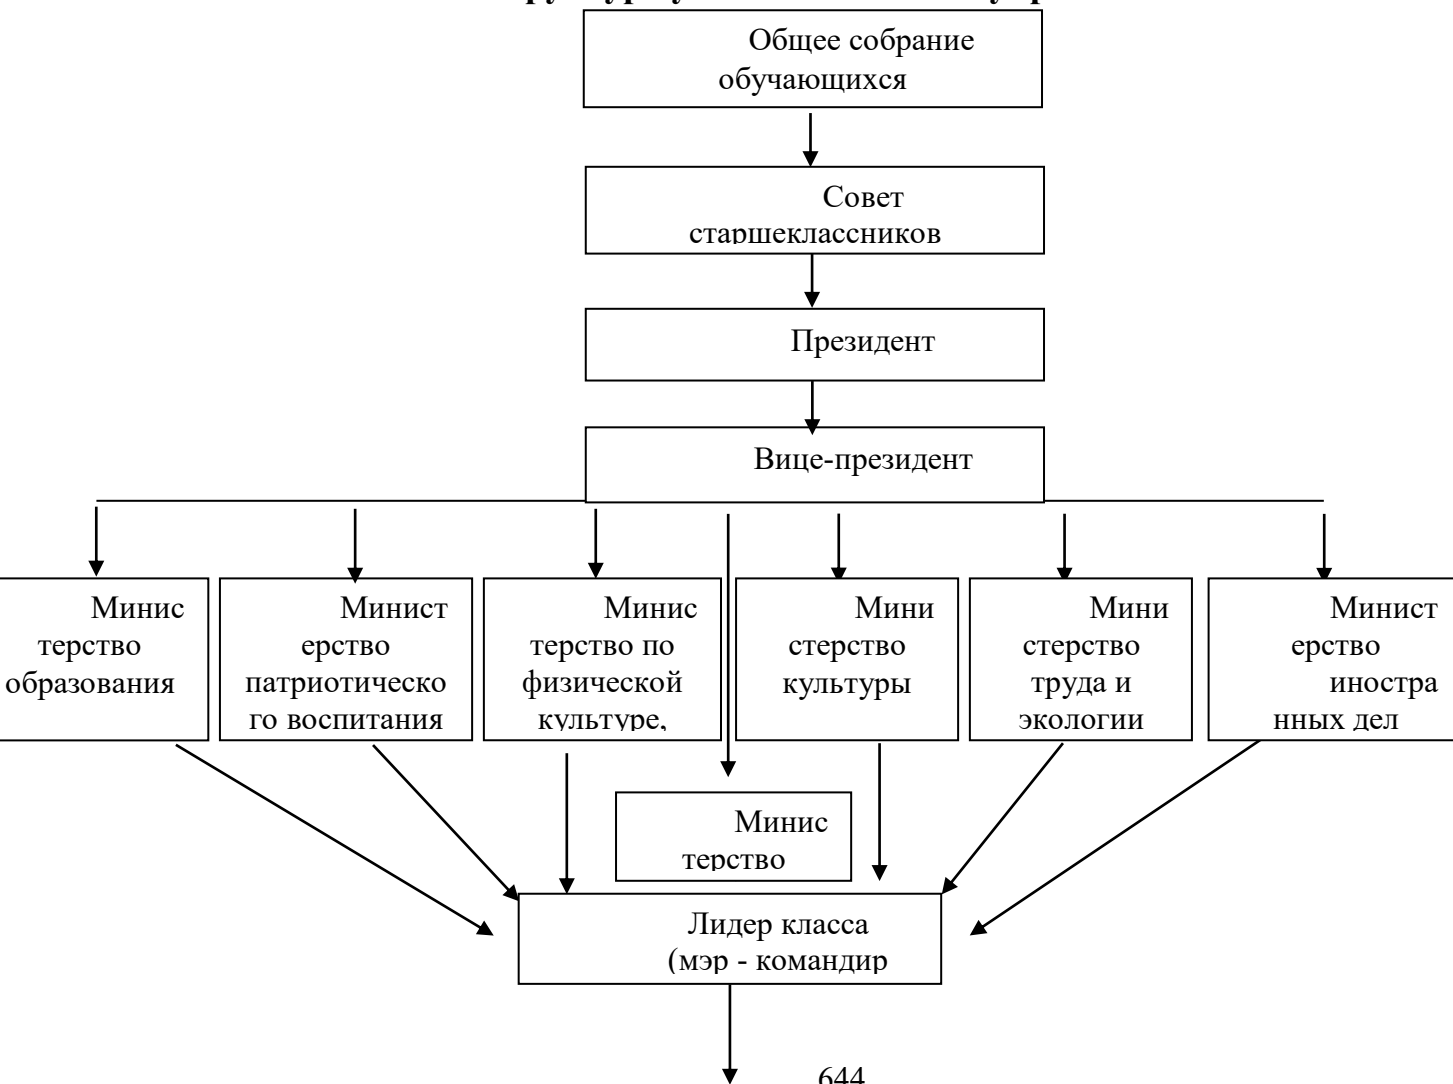 Общее собрание
обучающихся
Совет
старшеклассников
Президент
Вице-президент
Минис
терство
образования
Минист
ерство
патриотическо
го воспитания
Минис
терство по
физической
культуре,
Мини
стерство
культуры
Мини
стерство
труда и
экологии
Минист
ерство
иностра
нных дел
Минис
терство
Лидер класса
(мэр - командир
644